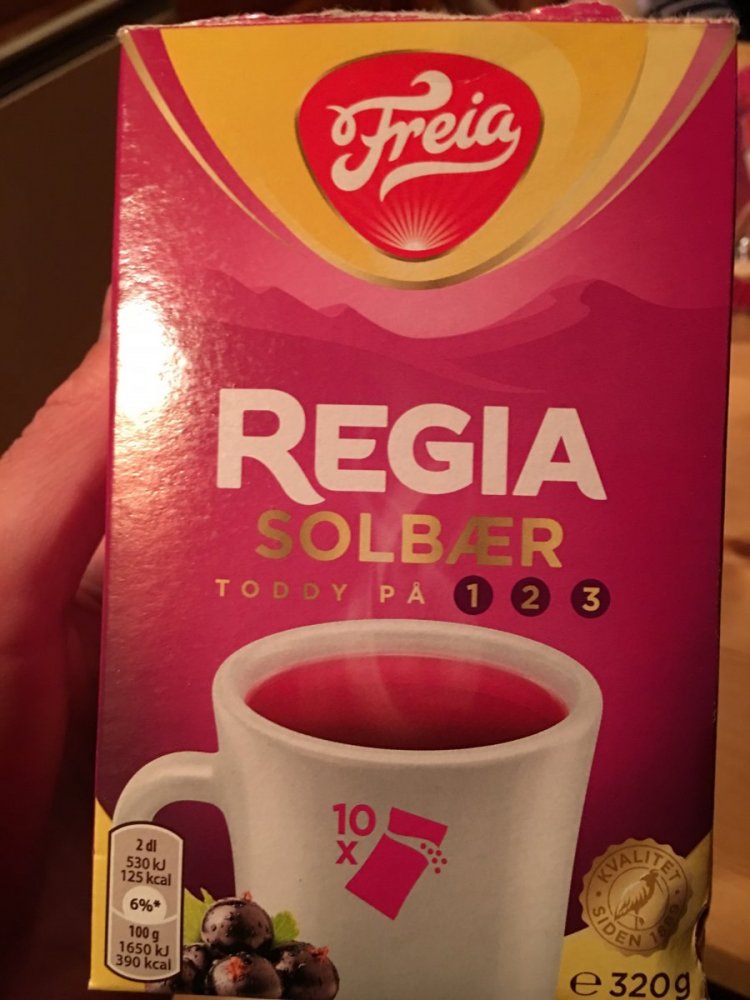 Freia
REGIA
SOLBÆR
TODDY PÅ 1 2 3
10
X
2 dl
530 kJ
125 kcal
6%*
100 g
1650 kJ
390 kcal
KVALITET
SIDEN 1889
e 320g